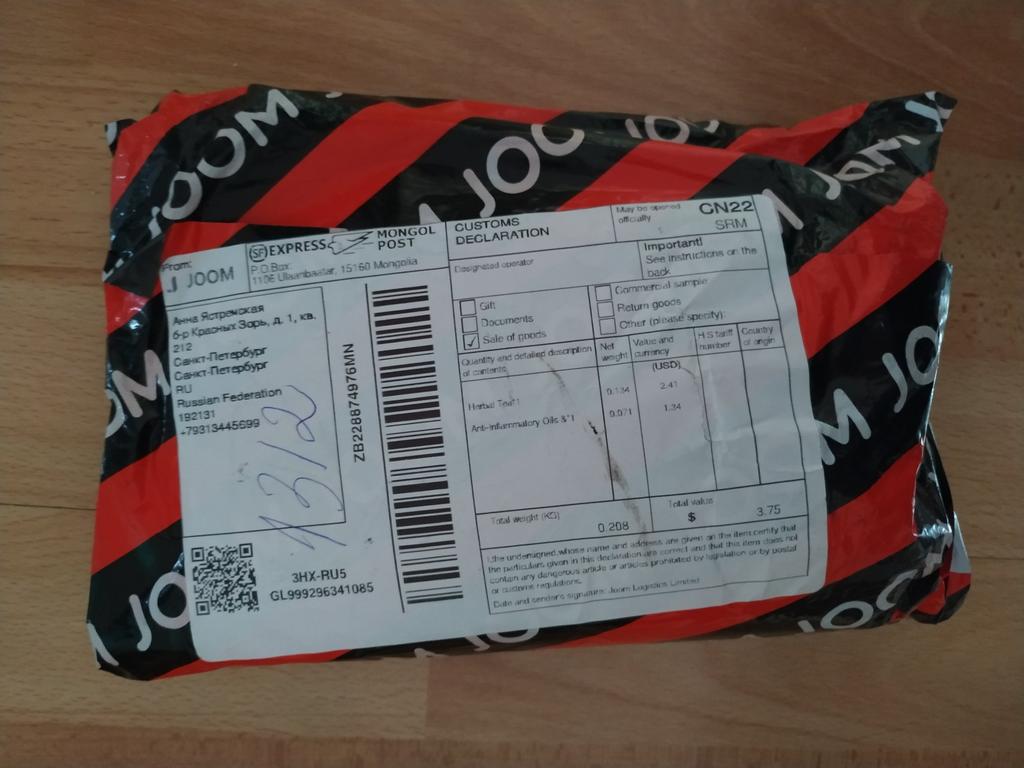 JOOM
JOO
JOOM
From:
JOOM
SF EXPRESS
MONGOL
POST
P.O.Box:
1106 Ulaanbaatar, 15160 Mongolia
Анна Ястремская
б-р Красных Зорь, д. 1, кв.
212
Санкт-Петербург
Санкт-Петербург
RU
Russian Federation
192131
+79313445699
4312
3HX-RU5
GL999296341085
ZB228874976MN
CUSTOMS
DECLARATION
May be opened
officially
CN22
SRM
Designated operator
Important!
See instructions on the
back
Gift
Documents
✓ Sale of goods
Commercial sample
Return goods
Other (please specify):
Quantity and detailed description
of contents
Net
weight
Value and
currency
(USD)
HS tariff
number
Country
of origin
Herbal Tea*1 0.134 2.41
Anti-Inflammatory Oils 3*1 0.071 1.34
Total weight (KG)
0.208
Total value
$ 3.75
I,the undersigned,whose name and address are given on the item,certify that
the particulars given in this declaration are correct and that this item does not
contain any dangerous article or articles prohibited by legislation or by postal
or customs regulations.
Date and sender's signature: Joom Logistics Limited
OM
JO
M JO
M JOO
JOOM